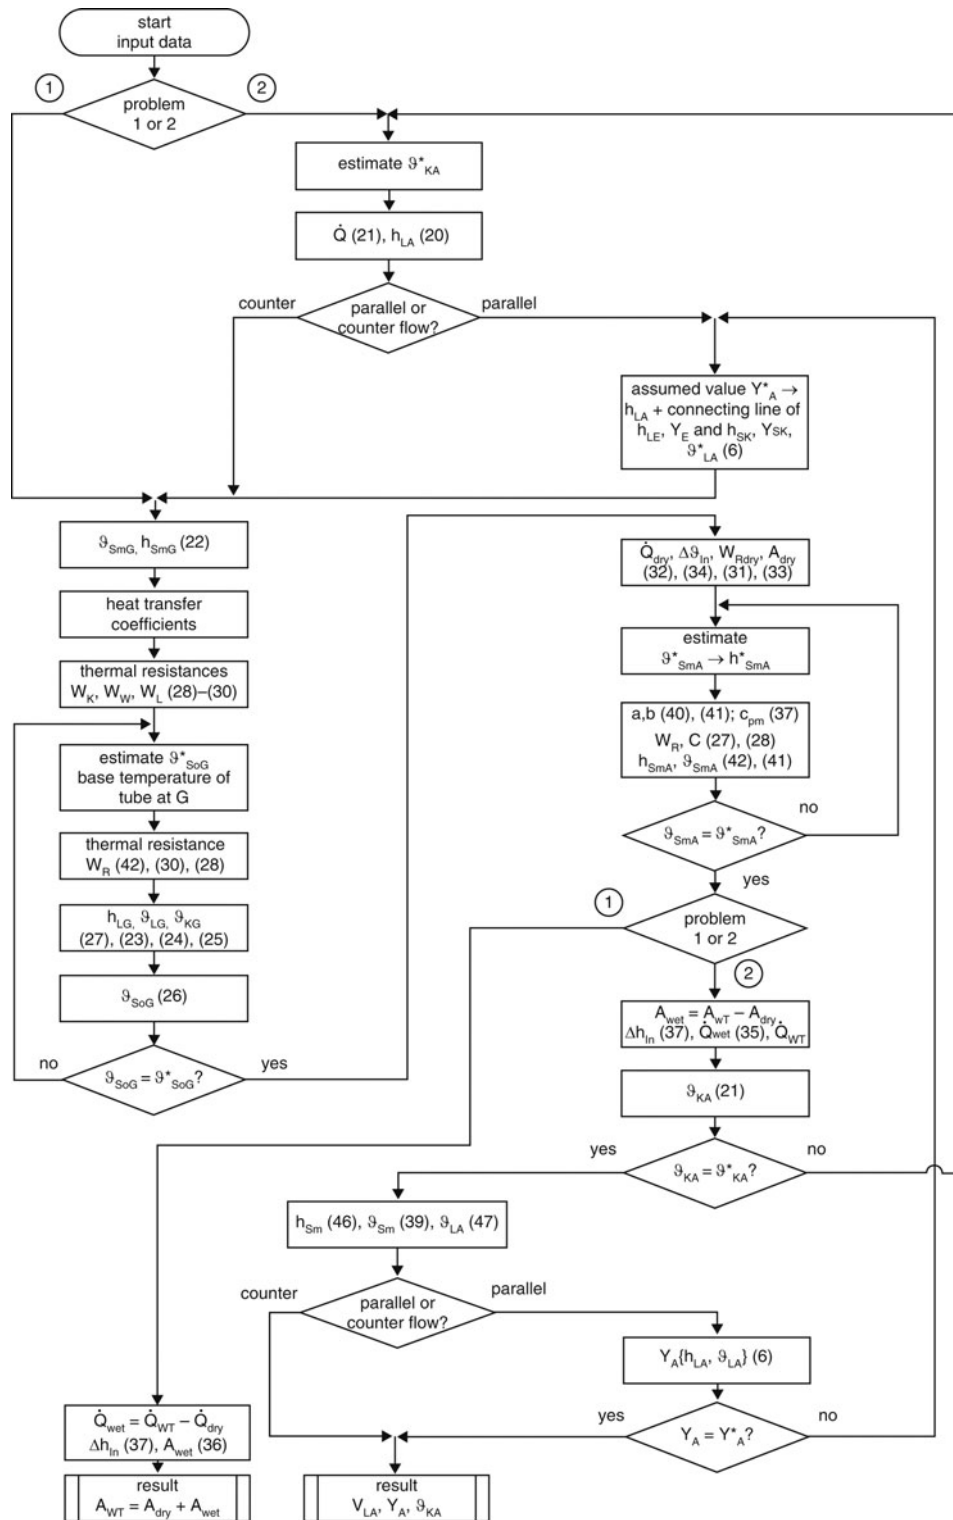 start
input data
1
2
problem
1 or 2
estimate ϑ*KA
Q̇ (21), hLA (20)
counter
parallel
parallel or
counter flow?
assumed value Y*A →
hLA + connecting line of
hLE, YE and hSK, YSK,
ϑ*LA (6)
ϑSmG, hSmG (22)
Q̇dry, Δϑln, WRdry, Adry
(32), (34), (31), (33)
heat transfer
coefficients
estimate
ϑ*SmA → h*SmA
thermal resistances
WK, WW, WL (28)–(30)
a,b (40), (41); cpm (37)
WR, C (27), (28)
hSmA, ϑSmA (42), (41)
estimate ϑ*SoG
base temperature of
tube at G
no
ϑSmA = ϑ*SmA?
yes
thermal resistance
WR (42), (30), (28)
1
problem
1 or 2
2
hLG, ϑLG, ϑKG
(27), (23), (24), (25)
ϑSoG (26)
Awet = AwT – Adry
Δhln (37), Q̇wet (35), Q̇WT
no
yes
ϑSoG = ϑ*SoG?
ϑKA (21)
yes
no
ϑKA = ϑ*KA?
hSm (46), ϑSm (39), ϑLA (47)
counter
parallel
parallel or
counter flow?
YA{hLA, ϑLA} (6)
Q̇wet = Q̇WT – Q̇dry
Δhln (37), Awet (36)
yes
no
YA = Y*A?
result
AWT = Adry + Awet
result
VLA, YA, ϑKA